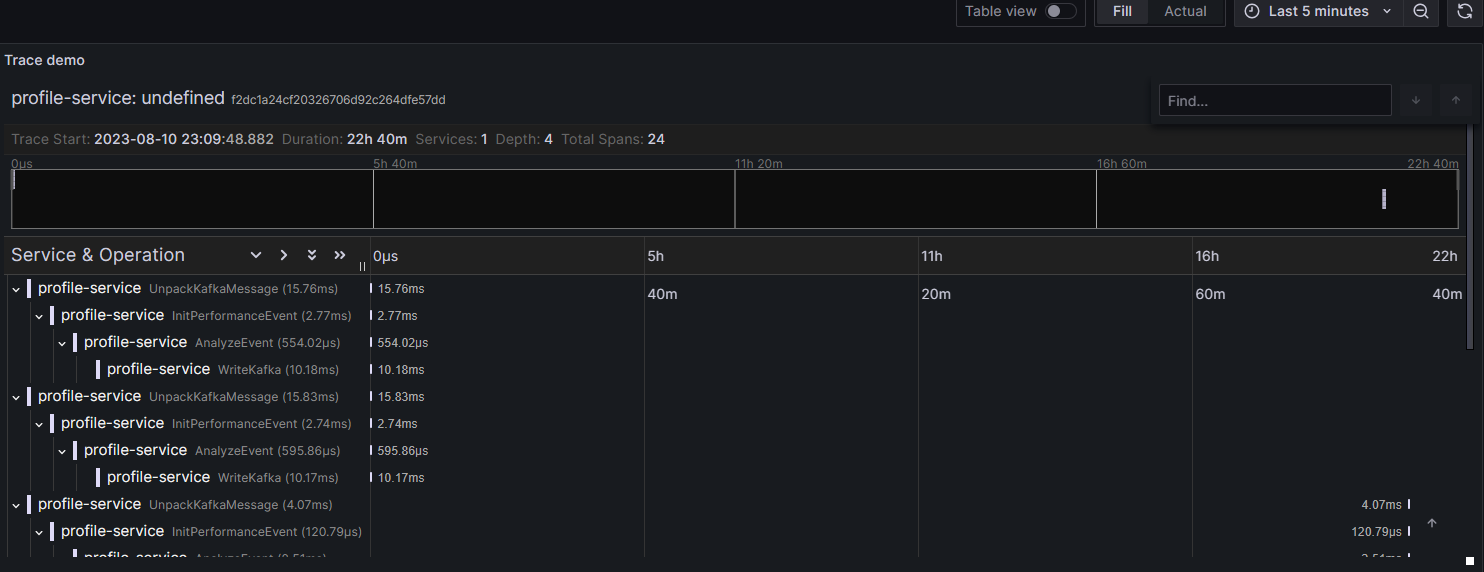 Table view Fill Actual Last 5 minutes
Trace demo
profile-service: undefined f2dc1a24cf20326706d92c264dfe57dd
Find...
Trace Start: 2023-08-10 23:09:48.882 Duration: 22h 40m Services: 1 Depth: 4 Total Spans: 24
0μs 5h 40m 11h 20m 16h 60m 22h 40m
Service & Operation 0μs 5h 11h 16h 22h
40m 20m 60m 40m
profile-service UnpackKafkaMessage (15.76ms) 15.76ms
profile-service InitPerformanceEvent (2.77ms) 2.77ms
profile-service AnalyzeEvent (554.02μs) 554.02μs
profile-service WriteKafka (10.18ms) 10.18ms
profile-service UnpackKafkaMessage (15.83ms) 15.83ms
profile-service InitPerformanceEvent (2.74ms) 2.74ms
profile-service AnalyzeEvent (595.86μs) 595.86μs
profile-service WriteKafka (10.17ms) 10.17ms
profile-service UnpackKafkaMessage (4.07ms) 4.07ms
profile-service InitPerformanceEvent (120.79μs) 120.79μs
profile-service AnalyzeEvent